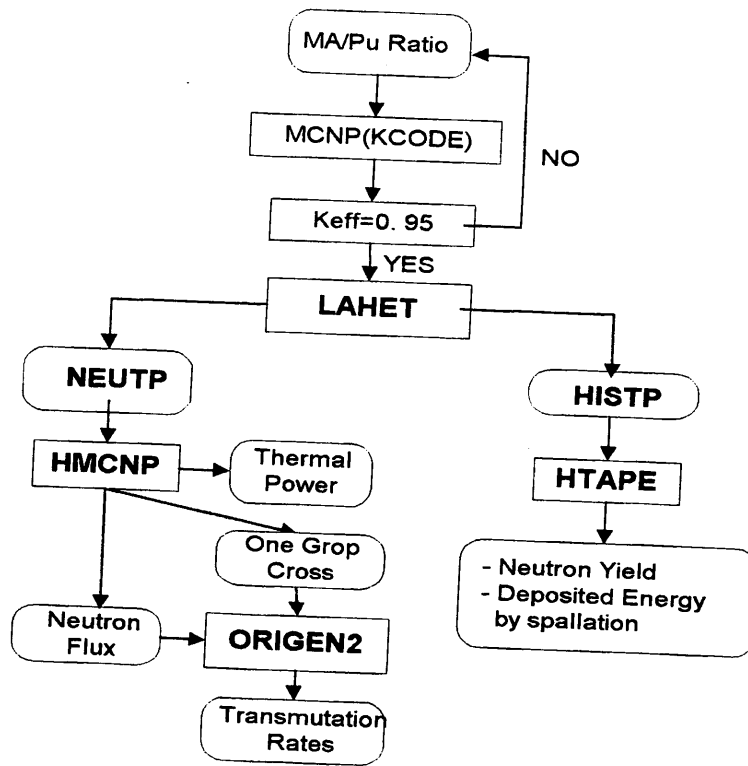 MA/Pu Ratio
MCNP(KCODE)
NO
Keff=0. 95
YES
LAHET
NEUTP
HISTP
HMCNP
Thermal
Power
HTAPE
One Grop
Cross
- Neutron Yield
- Deposited Energy
by spallation
Neutron
Flux
ORIGEN2
Transmutation
Rates